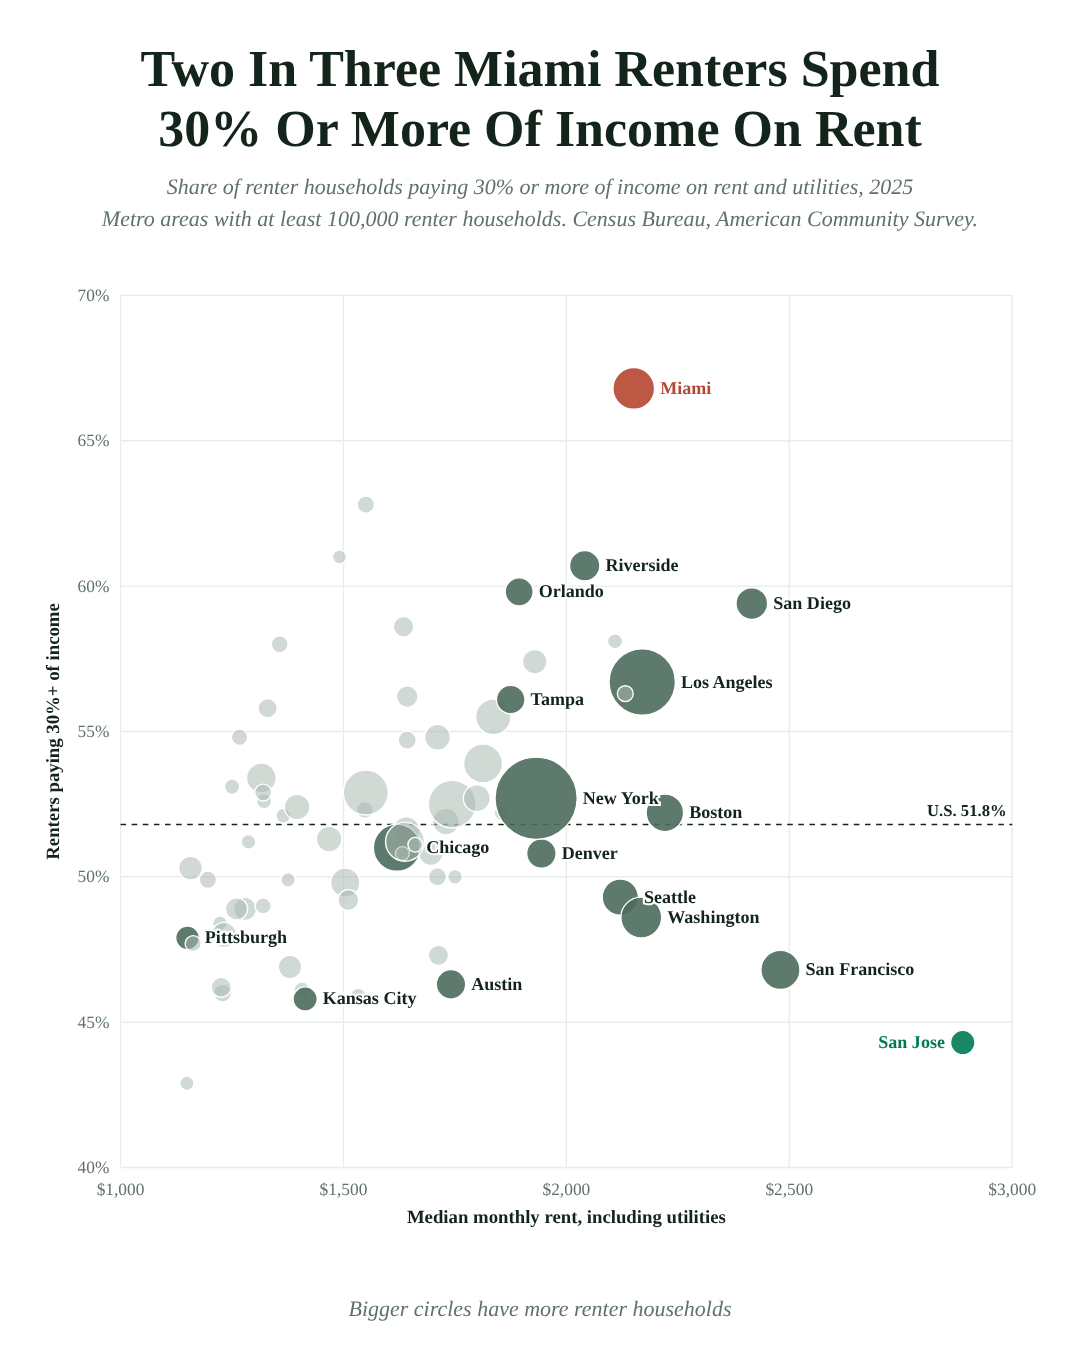 Two In Three Miami Renters Spend
30% Or More Of Income On Rent
Share of renter households paying 30% or more of income on rent and utilities, 2025
Metro areas with at least 100,000 renter households. Census Bureau, American Community Survey.
70%
Miami
65%
60%
Riverside
Orlando
San Diego
Los Angeles
Tampa
55%
New York
Boston
U.S. 51.8%
Chicago
Denver
50%
Seattle
Washington
Pittsburgh
San Francisco
Austin
Kansas City
45%
San Jose
40%
Renters paying 30%+ of income
$1,000
$1,500
$2,000
$2,500
$3,000
Median monthly rent, including utilities
Bigger circles have more renter households